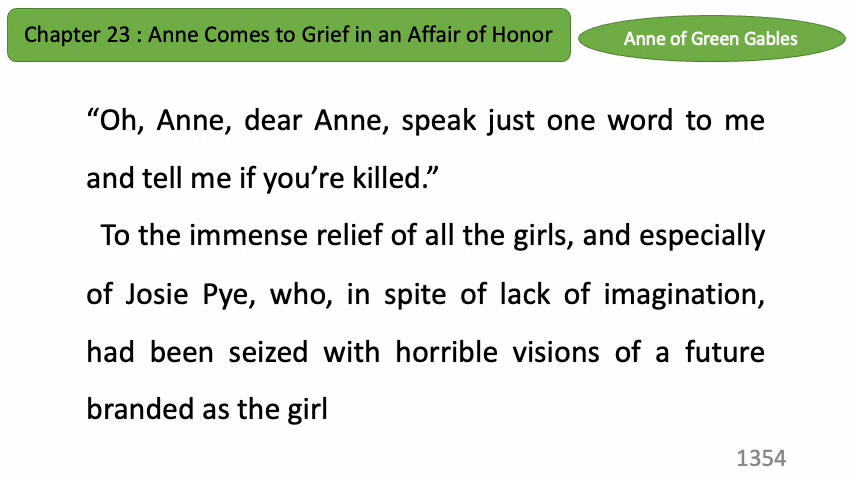 Chapter 23 : Anne Comes to Grief in an Affair of Honor
Anne of Green Gables
“Oh, Anne, dear Anne, speak just one word to me
and tell me if you’re killed.”
To the immense relief of all the girls, and especially
of Josie Pye, who, in spite of lack of imagination,
had been seized with horrible visions of a future
branded as the girl
1354